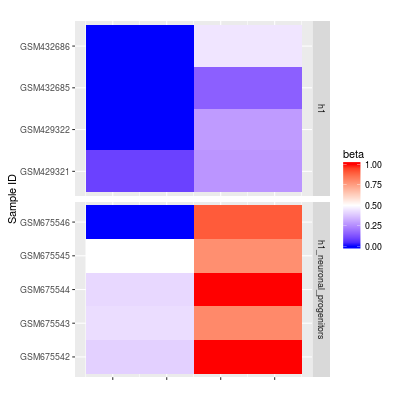 GSM432686
GSM432685
GSM429322
GSM429321
h1
GSM675546
GSM675545
GSM675544
GSM675543
GSM675542
h1_neuronal_progenitors
Sample ID
beta
1.00
0.75
0.50
0.25
0.00